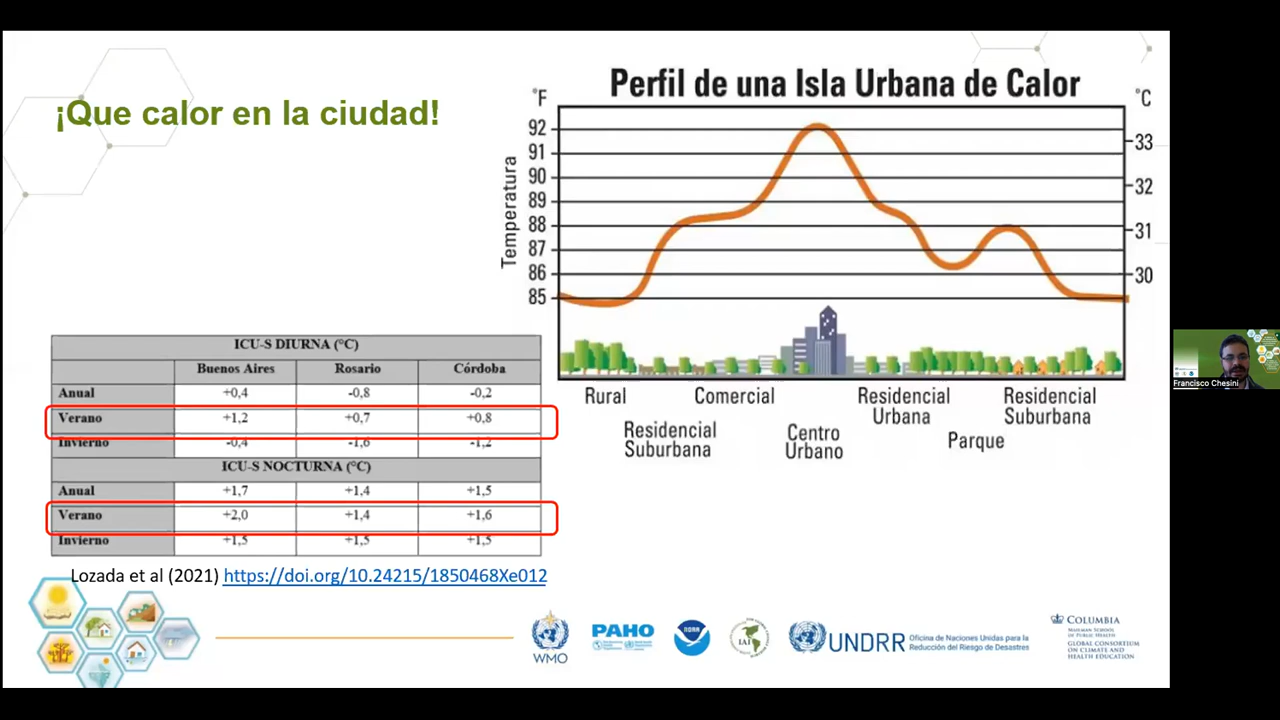 ¡Que calor en la ciudad!
Perfil de una Isla Urbana de Calor
°F
°C
Temperatura
92
91
90
89
88
87
86
85
33
32
31
30
Rural
Residencial
Suburbana
Comercial
Centro
Urbano
Residencial
Urbana
Parque
Residencial
Suburbana
ICU-S DIURNA (°C)
Buenos Aires Rosario Córdoba
Anual +0,4 -0,8 -0,2
Verano +1,2 +0,7 +0,8
Invierno -0,4 -1,6 -1,2
ICU-S NOCTURNA (°C)
Anual +1,7 +1,4 +1,5
Verano +2,0 +1,4 +1,6
Invierno +1,5 +1,5 +1,5
Lozada et al (2021) https://doi.org/10.24215/1850468Xe012
WMO
PAHO
NOAA
IAI
UNDRR Oficina de Naciones Unidas para la
Reducción del Riesgo de Desastres
COLUMBIA
MAILMAN SCHOOL
OF PUBLIC HEALTH
GLOBAL CONSORTIUM
ON CLIMATE AND
HEALTH EDUCATION
Francisco Chesini